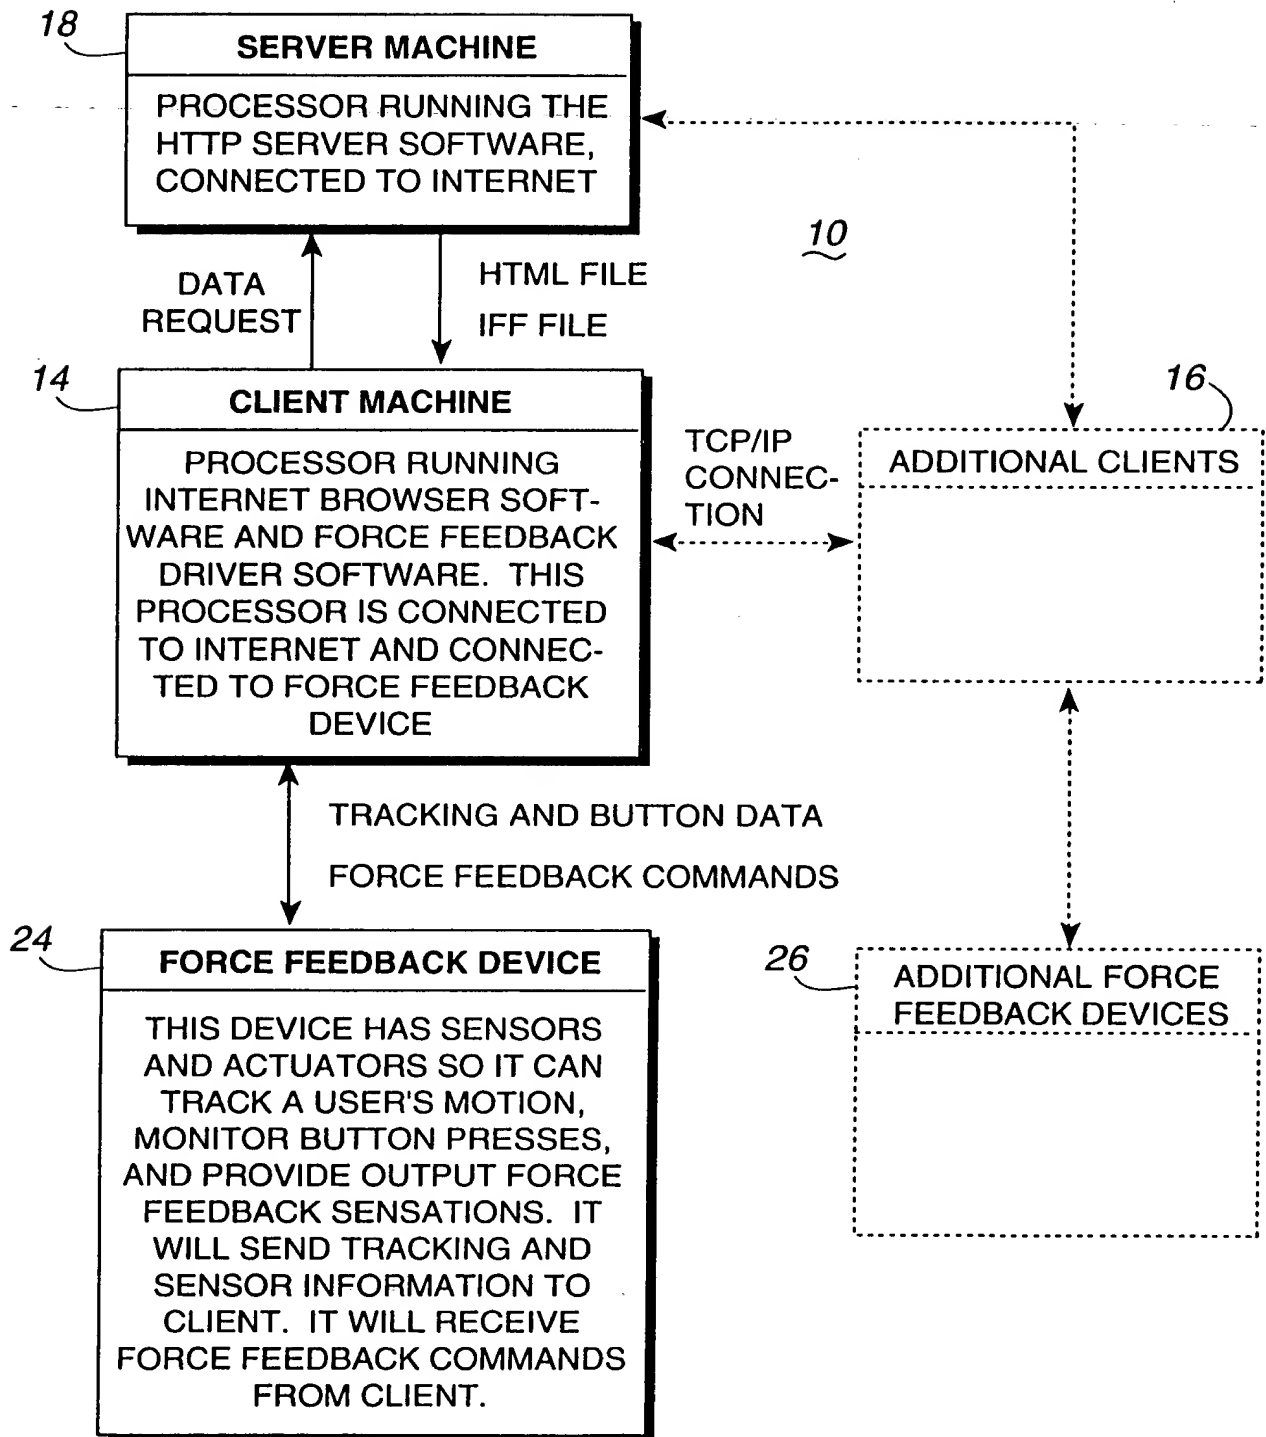 18
SERVER MACHINE
PROCESSOR RUNNING THE
HTTP SERVER SOFTWARE,
CONNECTED TO INTERNET
10
DATA
REQUEST
HTML FILE
IFF FILE
14
CLIENT MACHINE
PROCESSOR RUNNING
INTERNET BROWSER SOFT-
WARE AND FORCE FEEDBACK
DRIVER SOFTWARE. THIS
PROCESSOR IS CONNECTED
TO INTERNET AND CONNEC-
TED TO FORCE FEEDBACK
DEVICE
TCP/IP
CONNEC-
TION
16
ADDITIONAL CLIENTS
TRACKING AND BUTTON DATA
FORCE FEEDBACK COMMANDS
24
FORCE FEEDBACK DEVICE
THIS DEVICE HAS SENSORS
AND ACTUATORS SO IT CAN
TRACK A USER'S MOTION,
MONITOR BUTTON PRESSES,
AND PROVIDE OUTPUT FORCE
FEEDBACK SENSATIONS. IT
WILL SEND TRACKING AND
SENSOR INFORMATION TO
CLIENT. IT WILL RECEIVE
FORCE FEEDBACK COMMANDS
FROM CLIENT.
26
ADDITIONAL FORCE
FEEDBACK DEVICES